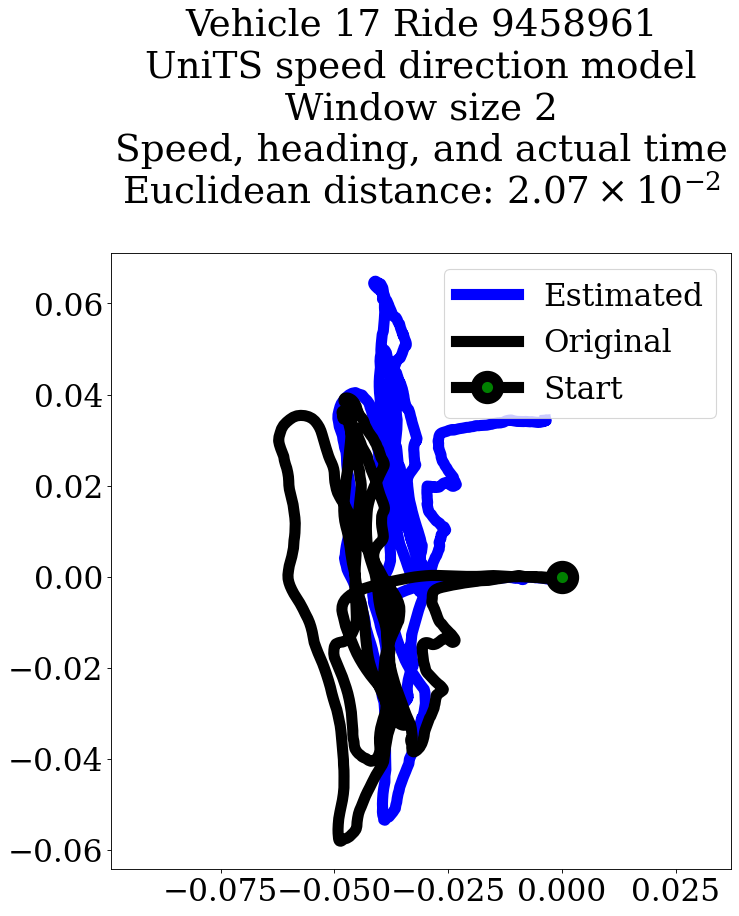 Vehicle 17 Ride 9458961
UniTS speed direction model
Window size 2
Speed, heading, and actual time
Euclidean distance: 2.07 × 10⁻²
Estimated
Original
Start
0.06
0.04
0.02
0.00
−0.02
−0.04
−0.06
−0.075 −0.050 −0.025 0.000 0.025